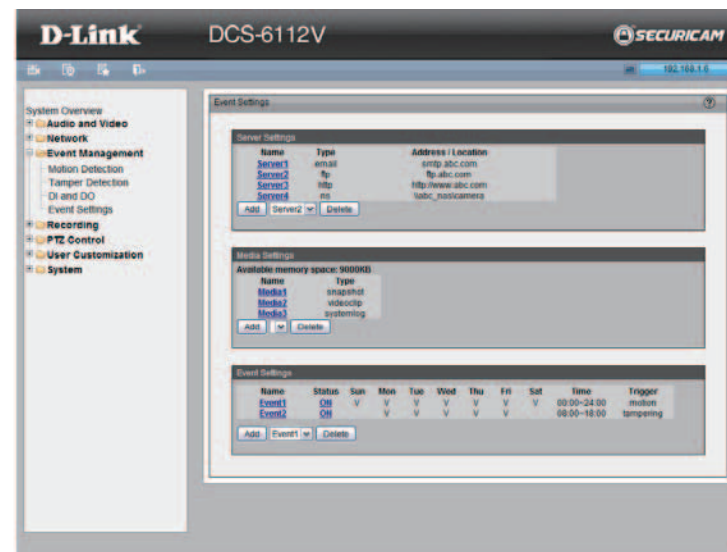 D-Link
DCS-6112V
SECURICAM
192.168.1.6
System Overview
Audio and Video
Network
Event Management
Motion Detection
Tamper Detection
DI and DO
Event Settings
Recording
PTZ Control
User Customization
System
Event Settings
Server Settings
Name Type Address / Location
Server1 email smtp.abc.com
Server2 ftp ftp.abc.com
Server3 http http://www.abc.com
Server4 ns \\abc_nas\camera
Add Server2 Delete
Media Settings
Available memory space: 9000KB
Name Type
Media1 snapshot
Media2 videoclip
Media3 systemlog
Add Delete
Event Settings
Name Status Sun Mon Tue Wed Thu Fri Sat Time Trigger
Event1 ON V V V V V V V 00:00~24:00 motion
Event2 ON V V V V V 08:00~18:00 tampering
Add Event1 Delete